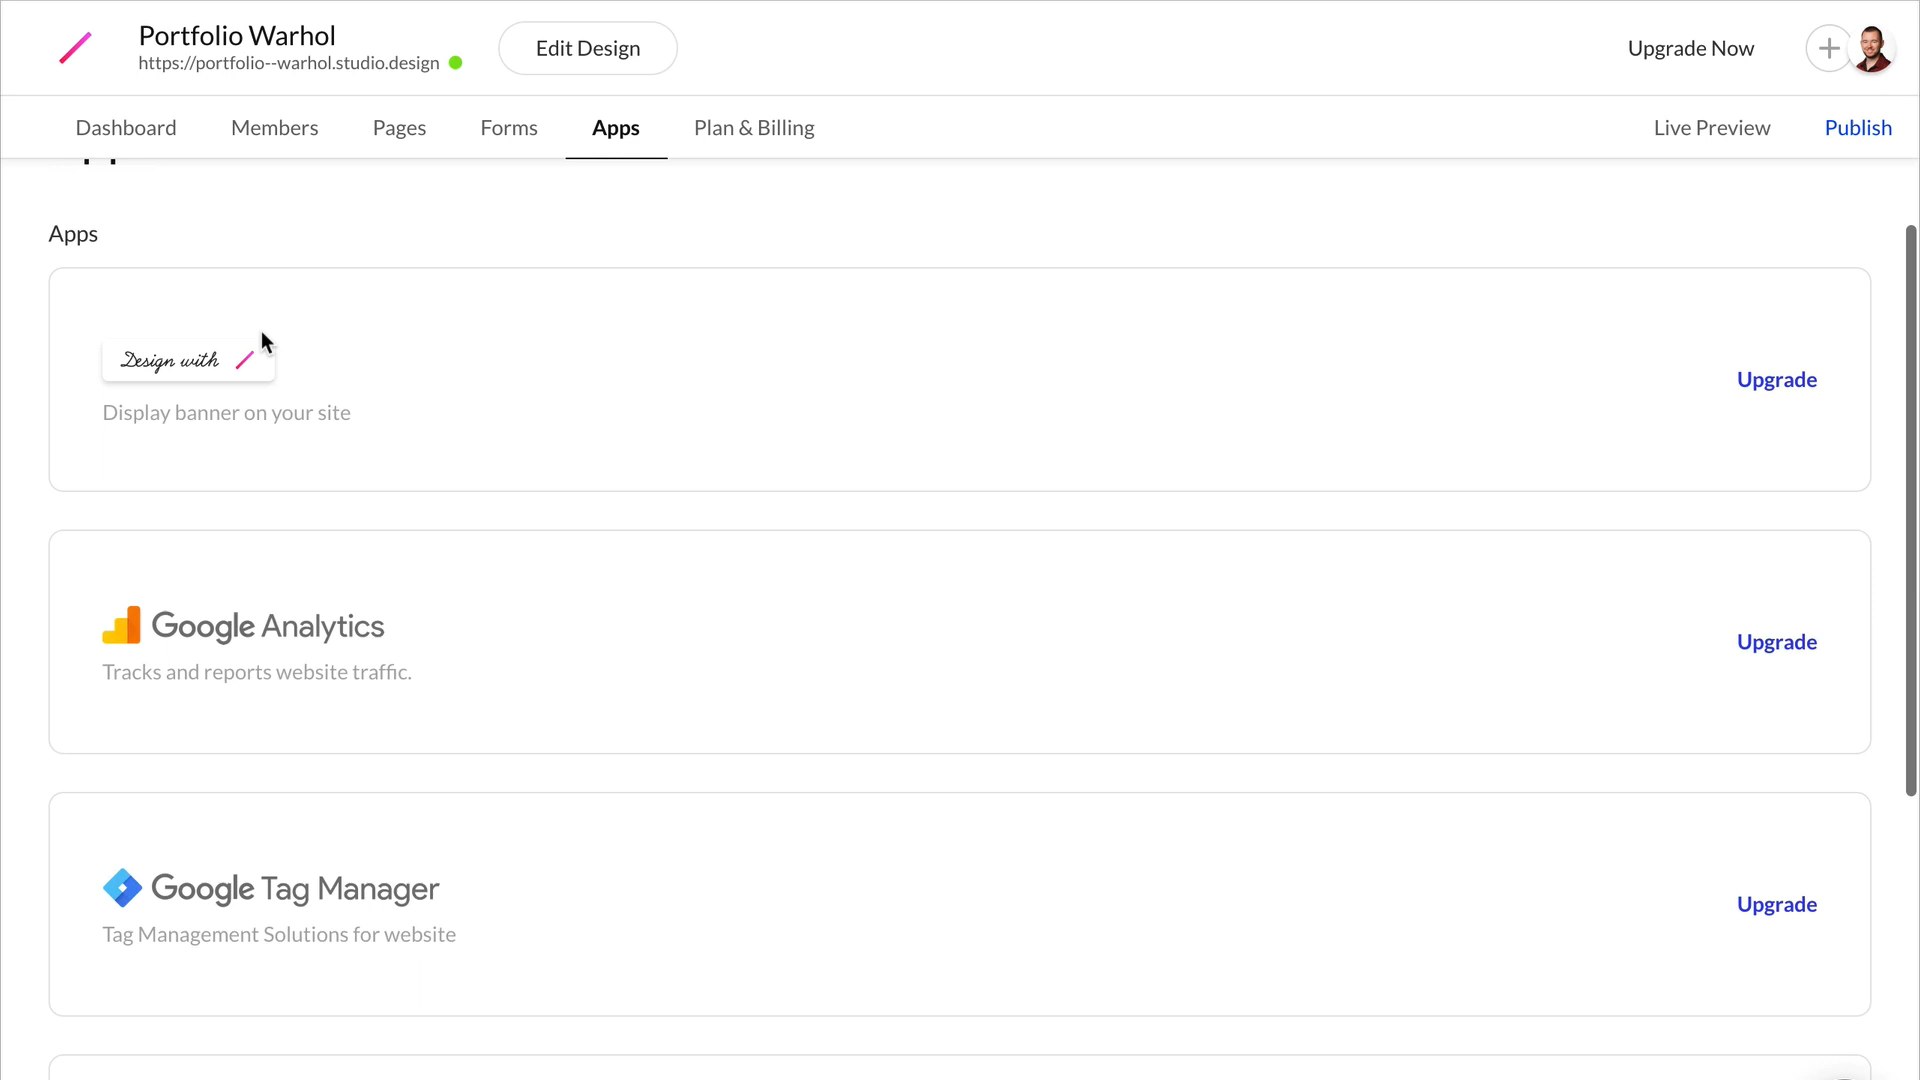 Portfolio Warhol
https://portfolio--warhol.studio.design
Edit Design
Upgrade Now
Dashboard
Members
Pages
Forms
Apps
Plan & Billing
Live Preview
Publish
Apps
Design with
Display banner on your site
Upgrade
Google Analytics
Tracks and reports website traffic.
Upgrade
Google Tag Manager
Tag Management Solutions for website
Upgrade